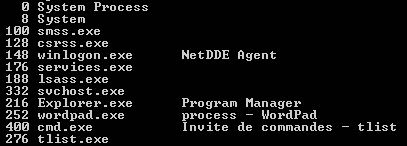 0 System Process
8 System
100 smss.exe
128 csrss.exe
148 winlogon.exe NetDDE Agent
176 services.exe
188 lsass.exe
332 svchost.exe
216 Explorer.exe Program Manager
252 wordpad.exe process - WordPad
400 cmd.exe Invite de commandes - tlist
276 tlist.exe